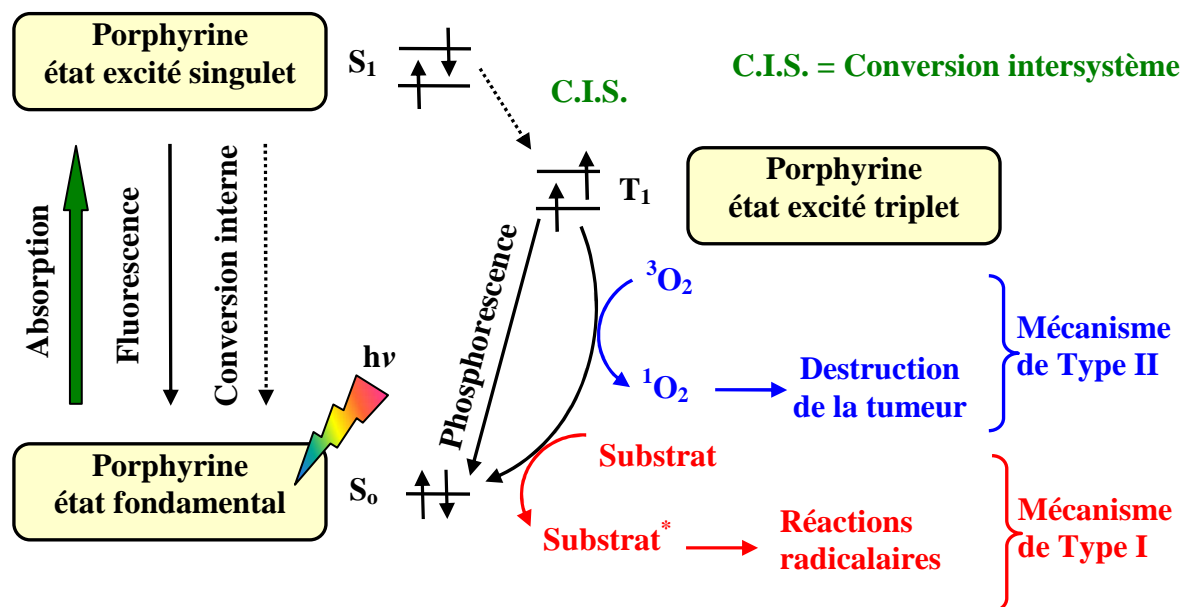 Porphyrine
état excité singulet
S₁
C.I.S.
C.I.S. = Conversion intersystème
T₁
Porphyrine
état excité triplet
Absorption
Fluorescence
Conversion interne
hν
Phosphorescence
³O₂
¹O₂
Destruction
de la tumeur
Mécanisme
de Type II
Porphyrine
état fondamental
Sₒ
Substrat
Substrat*
Réactions
radicalaires
Mécanisme
de Type I